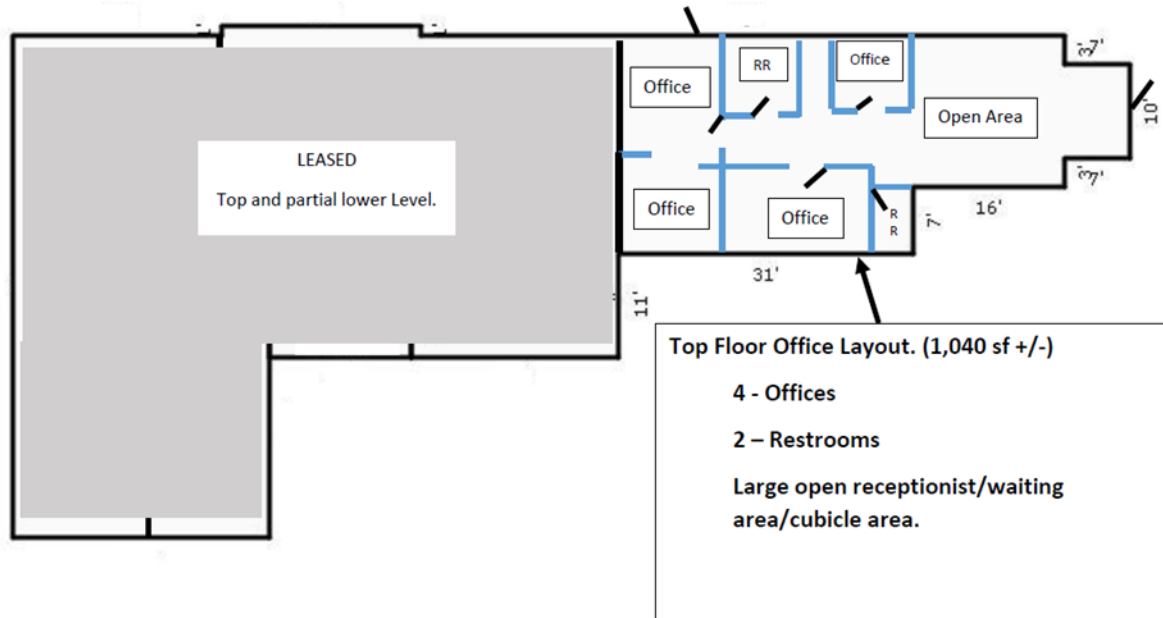 1'
1'
Office
RR
Office
3'
7'
10'
Open Area
LEASED
Top and partial lower Level.
Office
Office
R
R
7'
16'
3'
7'
31'
11'
Top Floor Office Layout. (1,040 sf +/-)
4 - Offices
2 – Restrooms
Large open receptionist/waiting
area/cubicle area.